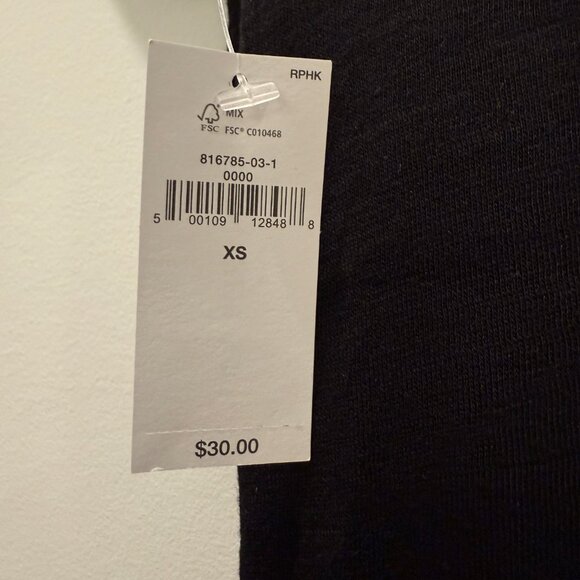 RPHK
MIX
FSC FSC® C010468
816785-03-1
0000
5 00109 12848 8
XS
$30.00